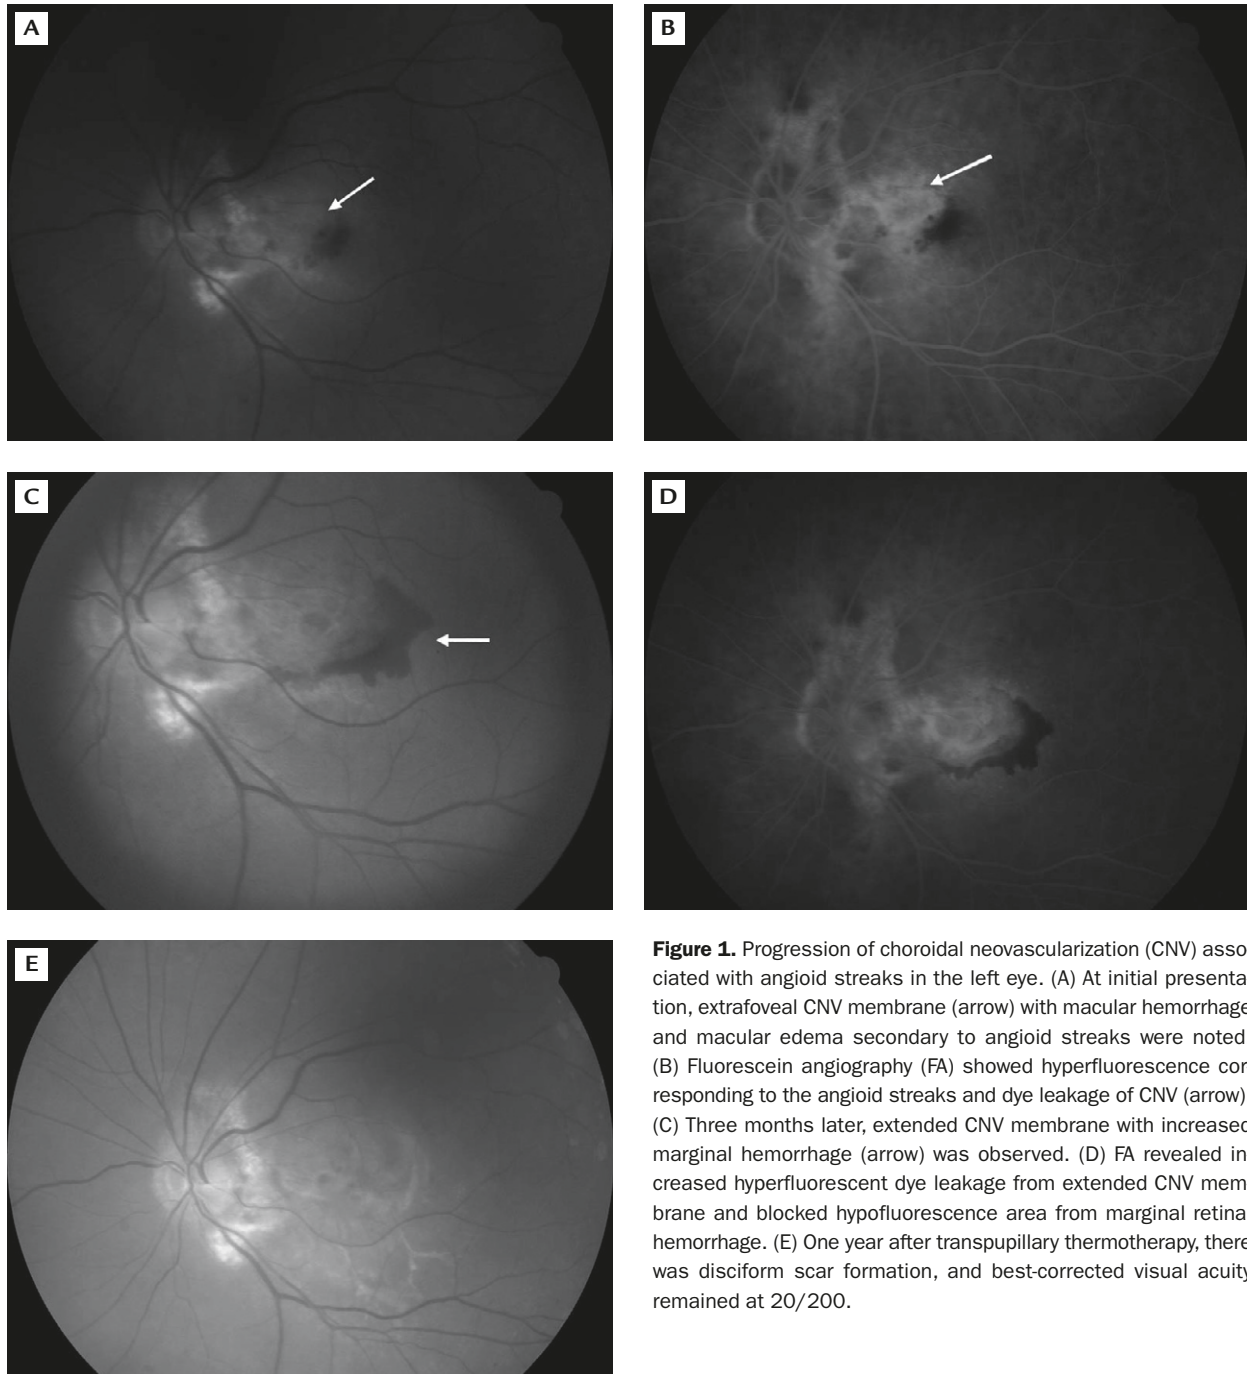 A
B
C
D
E
Figure 1. Progression of choroidal neovascularization (CNV) asso
ciated with angioid streaks in the left eye. (A) At initial presenta
tion, extrafoveal CNV membrane (arrow) with macular hemorrhage
and macular edema secondary to angioid streaks were noted
(B) Fluorescein angiography (FA) showed hyperfluorescence cor
responding to the angioid streaks and dye leakage of CNV (arrow)
(C) Three months later, extended CNV membrane with increased
marginal hemorrhage (arrow) was observed. (D) FA revealed in
creased hyperfluorescent dye leakage from extended CNV mem
brane and blocked hypofluorescence area from marginal retina
hemorrhage. (E) One year after transpupillary thermotherapy, there
was disciform scar formation, and best-corrected visual acuity
remained at 20/200.